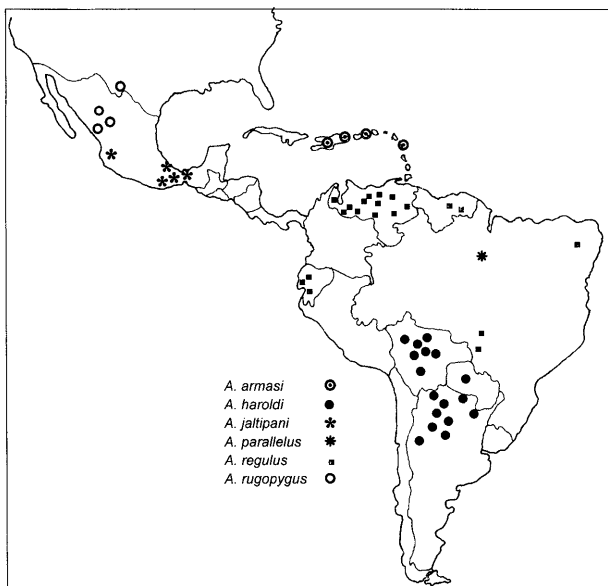 A. armasi
A. haroldi
A. jaltipani
A. parallelus
A. regulus
A. rugopygus